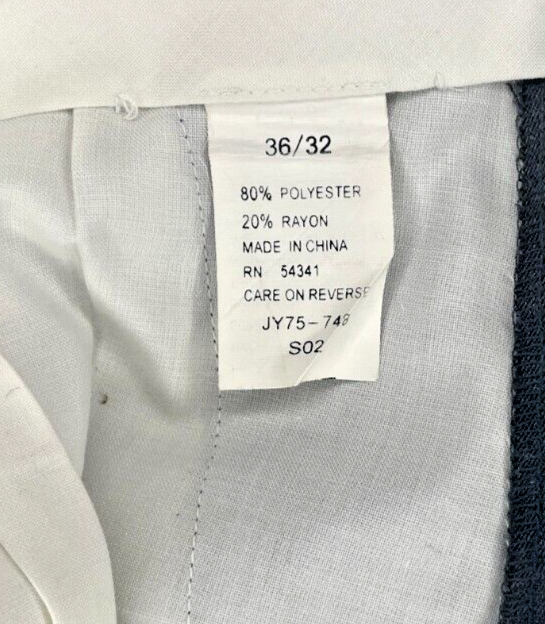 36/32
80% POLYESTER
20% RAYON
MADE IN CHINA
RN 54341
CARE ON REVERSE
JY75-748
S02